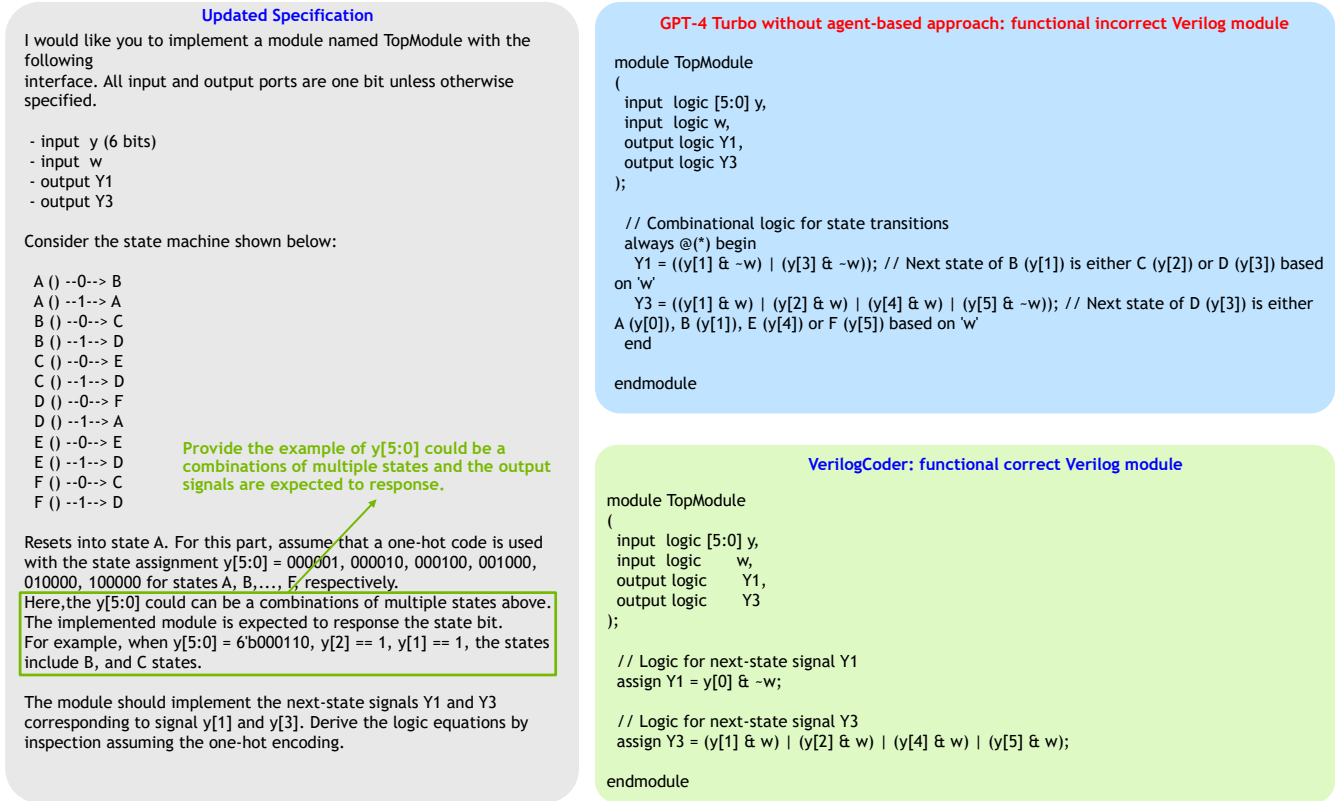 Updated Specification
I would like you to implement a module named TopModule with the
following
interface. All input and output ports are one bit unless otherwise
specified.
- input y (6 bits)
- input w
- output Y1
- output Y3
Consider the state machine shown below:
A () --0--> B
A () --1--> A
B () --0--> C
B () --1--> D
C () --0--> E
C () --1--> D
D () --0--> F
D () --1--> A
E () --0--> E
E () --1--> D
F () --0--> C
F () --1--> D
Provide the example of y[5:0] could be a
combinations of multiple states and the output
signals are expected to response.
Resets into state A. For this part, assume that a one-hot code is used
with the state assignment y[5:0] = 000001, 000010, 000100, 001000,
010000, 100000 for states A, B,..., F, respectively.
Here,the y[5:0] could can be a combinations of multiple states above.
The implemented module is expected to response the state bit.
For example, when y[5:0] = 6'b000110, y[2] == 1, y[1] == 1, the states
include B, and C states.
The module should implement the next-state signals Y1 and Y3
corresponding to signal y[1] and y[3]. Derive the logic equations by
inspection assuming the one-hot encoding.
GPT-4 Turbo without agent-based approach: functional incorrect Verilog module
module TopModule
(
input logic [5:0] y,
input logic w,
output logic Y1,
output logic Y3
);
// Combinational logic for state transitions
always @(*) begin
Y1 = ((y[1] & ~w) | (y[3] & ~w)); // Next state of B (y[1]) is either C (y[2]) or D (y[3]) based
on 'w'
Y3 = ((y[1] & w) | (y[2] & w) | (y[4] & w) | (y[5] & ~w)); // Next state of D (y[3]) is either
A (y[0]), B (y[1]), E (y[4]) or F (y[5]) based on 'w'
end
endmodule
VerilogCoder: functional correct Verilog module
module TopModule
(
input logic [5:0] y,
input logic w,
output logic Y1,
output logic Y3
);
// Logic for next-state signal Y1
assign Y1 = y[0] & ~w;
// Logic for next-state signal Y3
assign Y3 = (y[1] & w) | (y[2] & w) | (y[4] & w) | (y[5] & w);
endmodule